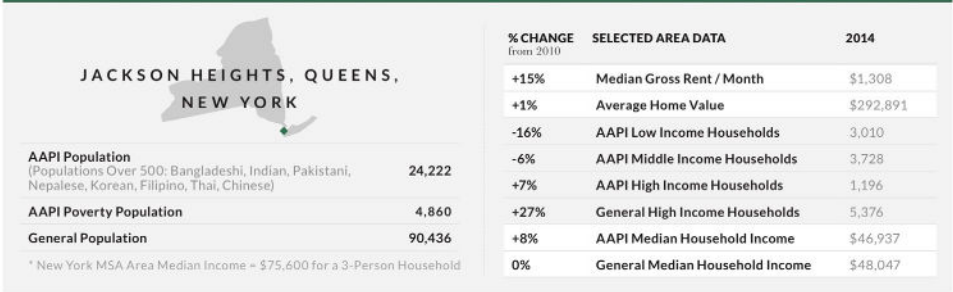 JACKSON HEIGHTS, QUEENS,
NEW YORK
AAPI Population
(Populations Over 500: Bangladeshi, Indian, Pakistani, 24,222
Nepalese, Korean, Filipino, Thai, Chinese)
AAPI Poverty Population 4,860
General Population 90,436
* New York MSA Area Median Income = $75,600 for a 3-Person Household
% CHANGE SELECTED AREA DATA 2014
from 2010
+15% Median Gross Rent / Month $1,308
+1% Average Home Value $292,891
-16% AAPI Low Income Households 3,010
-6% AAPI Middle Income Households 3,728
+7% AAPI High Income Households 1,196
+27% General High Income Households 5,376
+8% AAPI Median Household Income $46,937
0% General Median Household Income $48,047